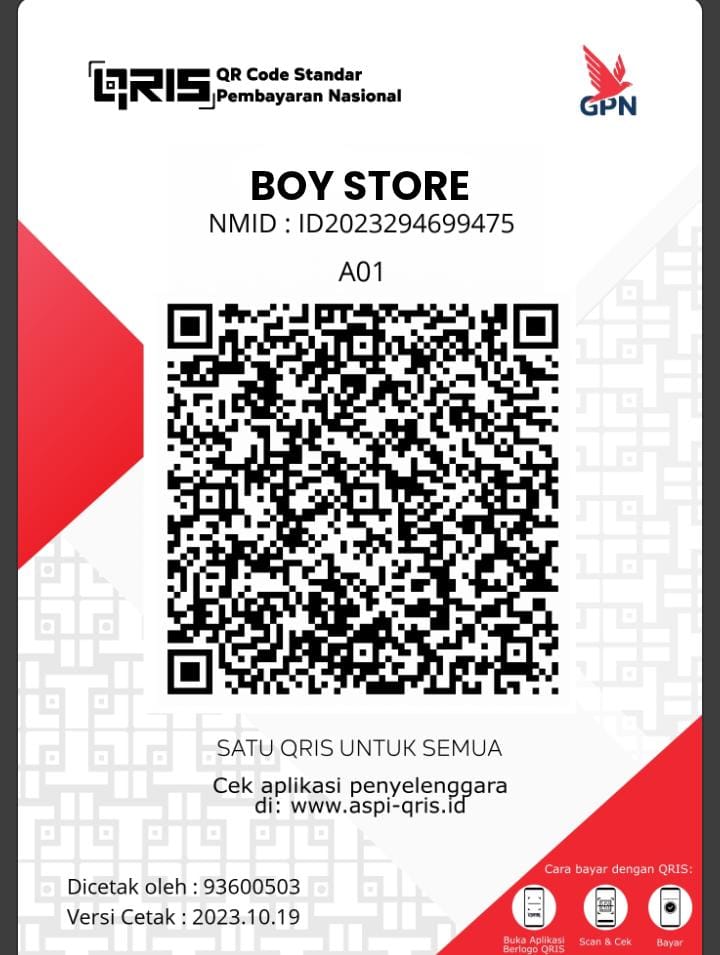 QRIS QR Code Standar
Pembayaran Nasional
GPN
BOY STORE
NMID : ID2023294699475
A01
SATU QRIS UNTUK SEMUA
Cek aplikasi penyelenggara
di: www.aspi-qris.id
Dicetak oleh : 93600503
Versi Cetak : 2023.10.19
Cara bayar dengan QRIS:
Buka Aplikasi
Berlogo QRIS
Scan & Cek
Bayar